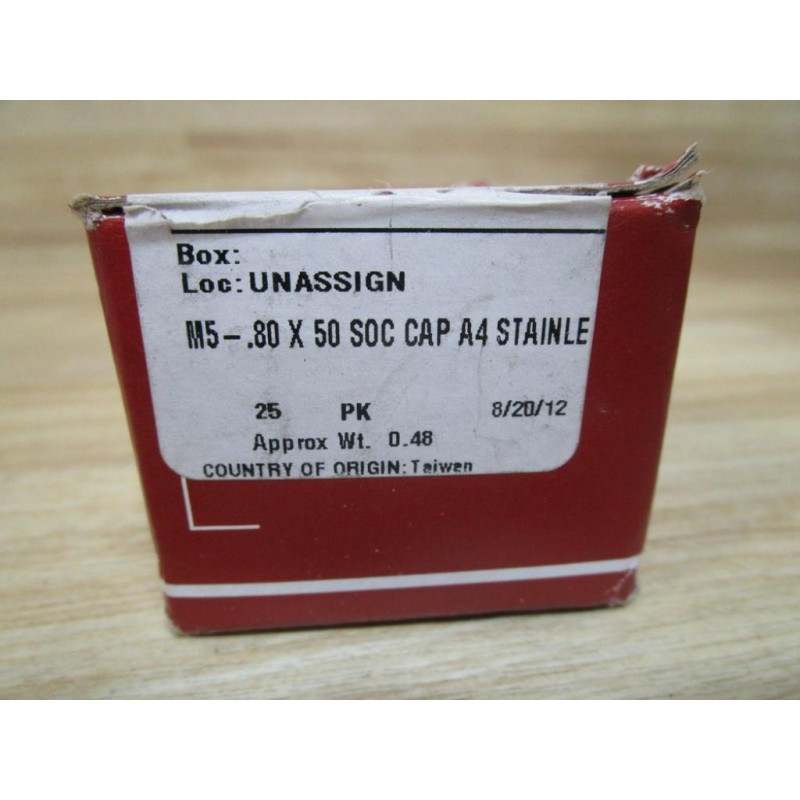 Box:
Loc: UNASSIGN
M5-.80 X 50 SOC CAP A4 STAINLE
25 PK 8/20/12
Approx Wt. 0.48
COUNTRY OF ORIGIN: Taiwan